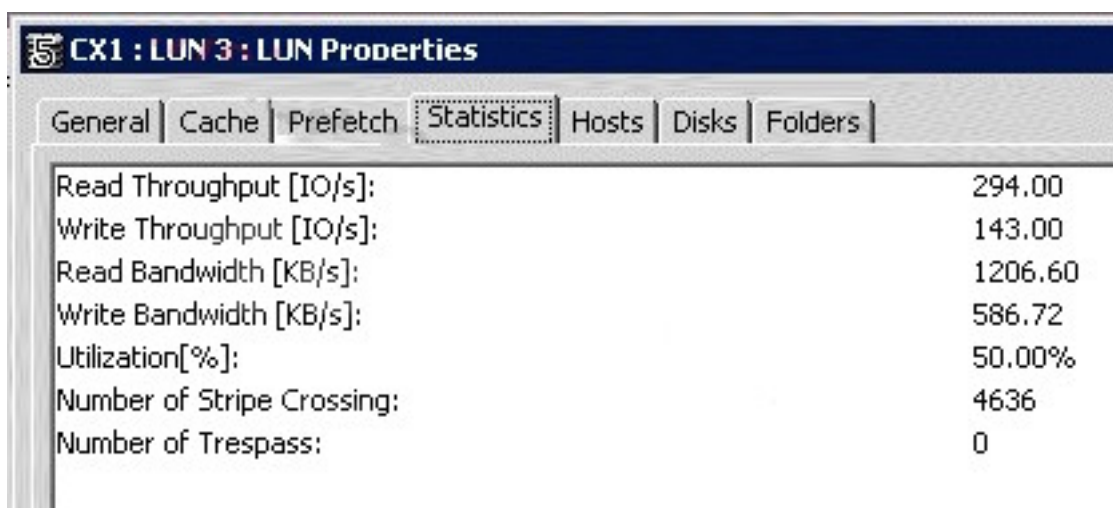 CX1 : LUN 3 : LUN Properties
General Cache Prefetch Statistics Hosts Disks Folders
Read Throughput [IO/s]: 294.00
Write Throughput [IO/s]: 143.00
Read Bandwidth [KB/s]: 1206.60
Write Bandwidth [KB/s]: 586.72
Utilization[%]: 50.00%
Number of Stripe Crossing: 4636
Number of Trespass: 0